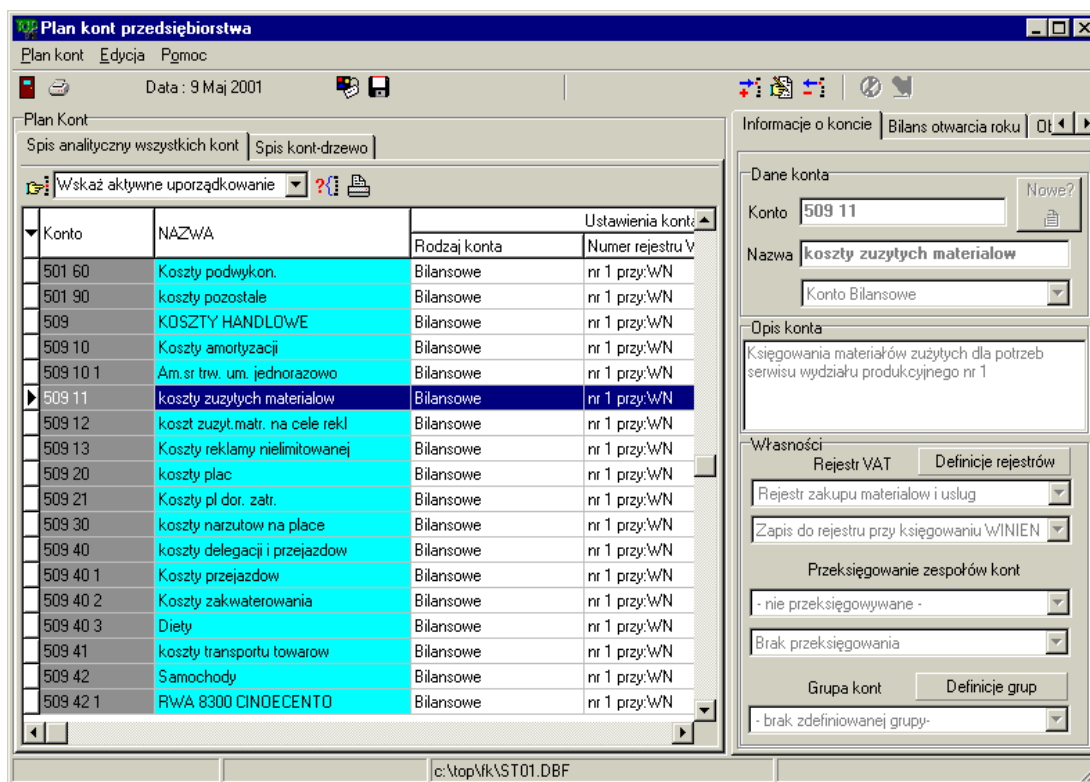 Plan kont przedsiębiorstwa
Plan kont Edycja Pomoc
Data : 9 Maj 2001
Plan Kont
Spis analityczny wszystkich kont Spis kont-drzewo
Wskaż aktywne uporządkowanie
Konto NAZWA Ustawienia konta
Rodzaj konta Numer rejestru V
501 60 Koszty podwykon. Bilansowe nr 1 przy:WN
501 90 koszty pozostale Bilansowe nr 1 przy:WN
509 KOSZTY HANDLOWE Bilansowe nr 1 przy:WN
509 10 Koszty amortyzacji Bilansowe nr 1 przy:WN
509 10 1 Am.sr trw. um. jednorazowo Bilansowe nr 1 przy:WN
509 11 koszty zuzytych materialow Bilansowe nr 1 przy:WN
509 12 koszt zuzyt.matr. na cele rekl Bilansowe nr 1 przy:WN
509 13 Koszty reklamy nielimitowanej Bilansowe nr 1 przy:WN
509 20 koszty plac Bilansowe nr 1 przy:WN
509 21 Koszty pl dor. zatr. Bilansowe nr 1 przy:WN
509 30 koszty narzutow na place Bilansowe nr 1 przy:WN
509 40 koszty delegacji i przejazdow Bilansowe nr 1 przy:WN
509 40 1 Koszty przejazdow Bilansowe nr 1 przy:WN
509 40 2 Koszty zakwaterowania Bilansowe nr 1 przy:WN
509 40 3 Diety Bilansowe nr 1 przy:WN
509 41 koszty transportu towarow Bilansowe nr 1 przy:WN
509 42 Samochody Bilansowe nr 1 przy:WN
509 42 1 RWA 8300 CINQECENTO Bilansowe nr 1 przy:WN
Informacje o koncie Bilans otwarcia roku
Dane konta
Nowe?
Konto 509 11
Nazwa koszty zuzytych materialow
Konto Bilansowe
Opis konta
Księgowania materiałów zużytych dla potrzeb
serwisu wydziału produkcyjnego nr 1
Własności
Rejestr VAT Definicje rejestrów
Rejestr zakupu materialow i uslug
Zapis do rejestru przy księgowaniu WINIEN
Przeksięgowanie zespołów kont
- nie przeksięgowywane -
Brak przeksięgowania
Grupa kont Definicje grup
- brak zdefiniowanej grupy-
c:\top\fk\ST01.DBF